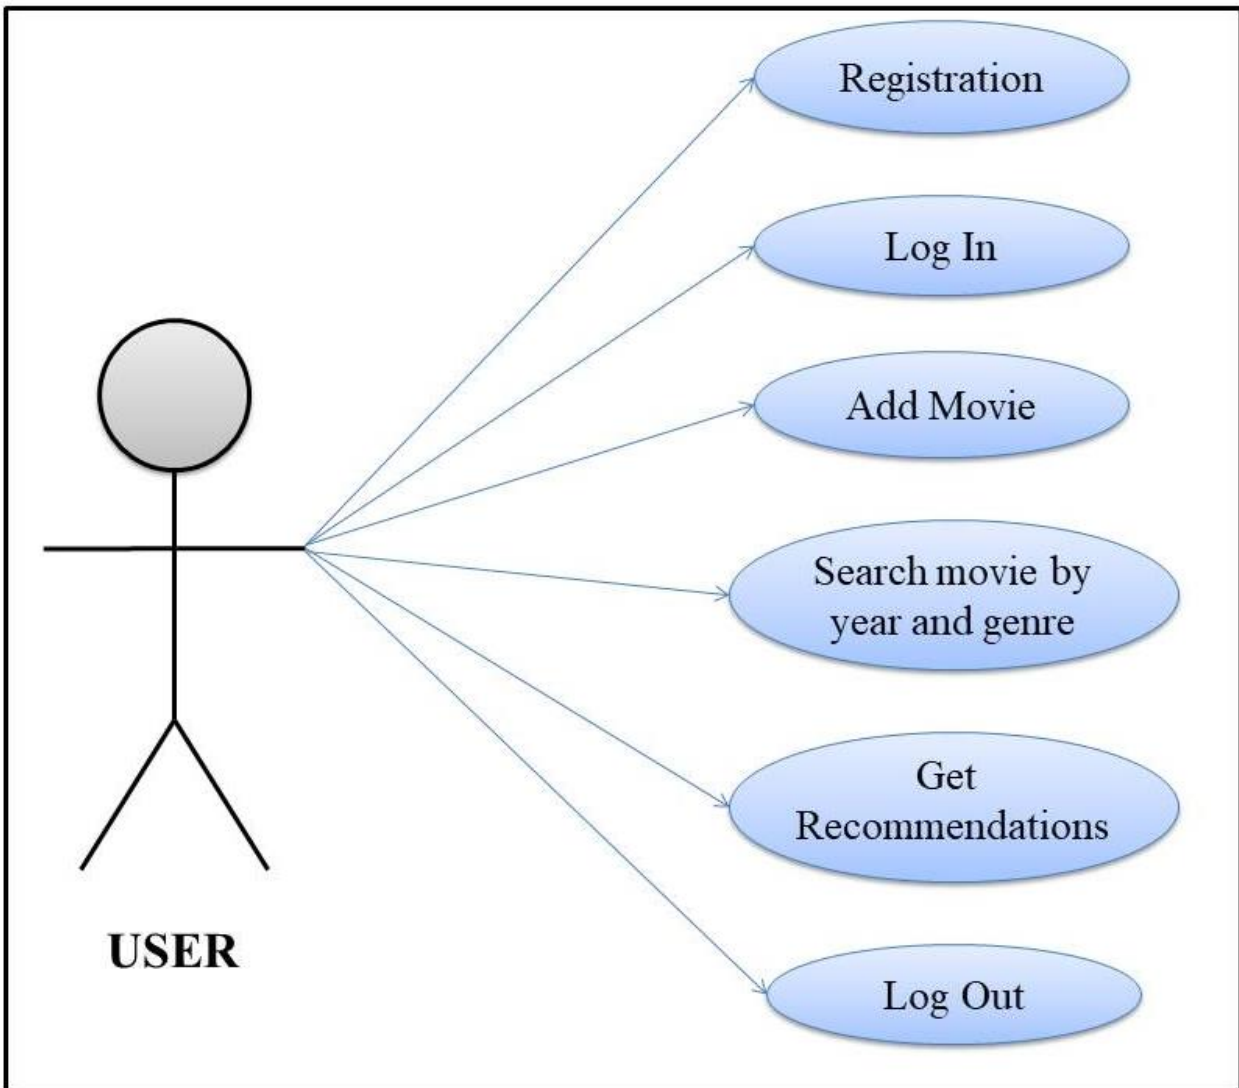 Registration
Log In
Add Movie
Search movie by
year and genre
Get
Recommendations
Log Out
USER